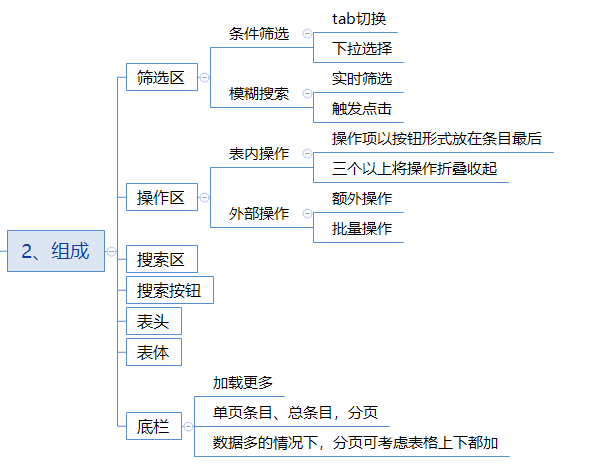 2、组成
筛选区
条件筛选
tab切换
下拉选择
模糊搜索
实时筛选
触发点击
操作区
表内操作
操作项以按钮形式放在条目最后
三个以上将操作折叠收起
外部操作
额外操作
批量操作
搜索区
搜索按钮
表头
表体
底栏
加载更多
单页条目、总条目，分页
数据多的情况下，分页可考虑表格上下都加